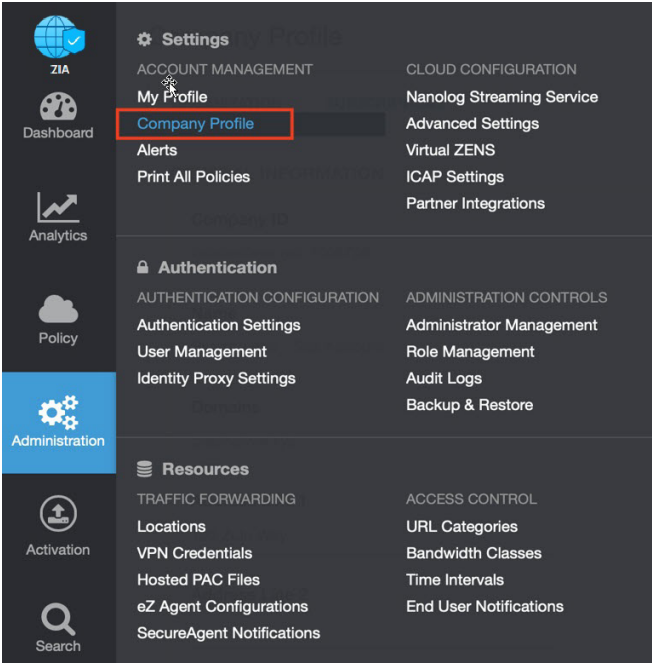 ZIA
Dashboard
Analytics
Policy
Administration
Activation
Search
Settings
ACCOUNT MANAGEMENT
My Profile
Company Profile
Alerts
Print All Policies
CLOUD CONFIGURATION
Nanolog Streaming Service
Advanced Settings
Virtual ZENS
ICAP Settings
Partner Integrations
Authentication
AUTHENTICATION CONFIGURATION
Authentication Settings
User Management
Identity Proxy Settings
ADMINISTRATION CONTROLS
Administrator Management
Role Management
Audit Logs
Backup & Restore
Resources
TRAFFIC FORWARDING
Locations
VPN Credentials
Hosted PAC Files
eZ Agent Configurations
SecureAgent Notifications
ACCESS CONTROL
URL Categories
Bandwidth Classes
Time Intervals
End User Notifications
Company ID
Domains